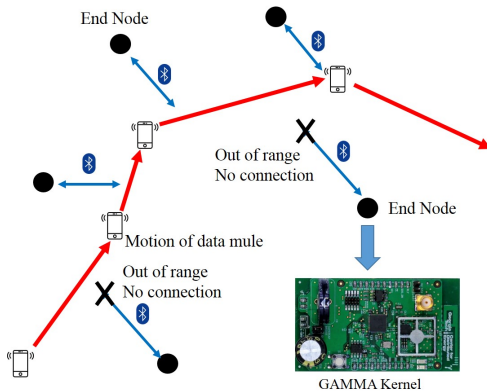 End Node
Out of range
No connection
End Node
Motion of data mule
Out of range
No connection
GAMMA Kernel